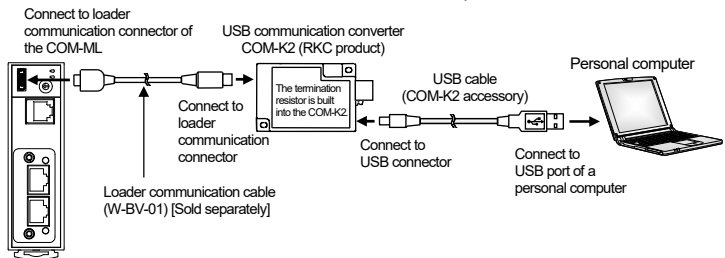 Connect to loader
communication connector of
the COM-ML
USB communication converter
COM-K2 (RKC product)
The termination
resistor is built
into the COM-K2.
Connect to
loader
communication
connector
Loader communication cable
(W-BV-01) [Sold separately]
USB cable
(COM-K2 accessory)
Connect to
USB connector
Personal computer
Connect to
USB port of a
personal computer